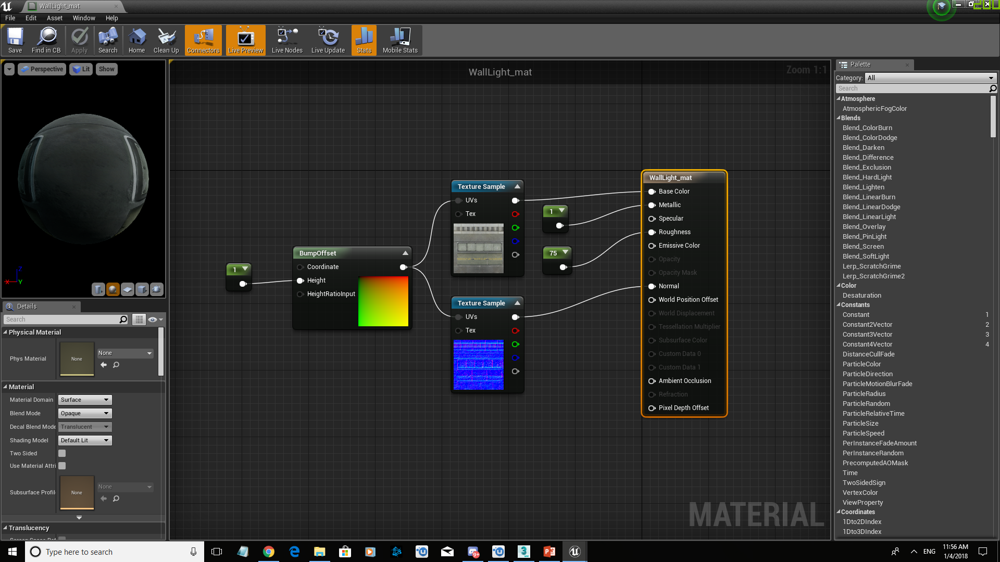 WallLight_mat
File Edit Asset Window Help
Save Find in CB Apply Search Home Clean Up Connectors Live Preview Live Nodes Live Update Stats Mobile Stats
Perspective Lit Show
Z
X Y
Details
Search
Physical Material
Phys Material
None
None
Material
Material Domain Surface
Blend Mode Opaque
Decal Blend Mode Translucent
Shading Model Default Lit
Two Sided
Use Material Attri
Subsurface Profil
None
None
Translucency
WallLight_mat
Zoom 1:1
1
BumpOffset
Coordinate
Height
HeightRatioInput
Texture Sample
UVs
Tex
Texture Sample
UVs
Tex
1
75
WallLight_mat
Base Color
Metallic
Specular
Roughness
Emissive Color
Opacity
Opacity Mask
Normal
World Position Offset
World Displacement
Tessellation Multiplier
Subsurface Color
Custom Data 0
Custom Data 1
Ambient Occlusion
Refraction
Pixel Depth Offset
MATERIAL
Palette
Category: All
Search
Atmosphere
AtmosphericFogColor
Blends
Blend_ColorBurn
Blend_ColorDodge
Blend_Darken
Blend_Difference
Blend_Exclusion
Blend_HardLight
Blend_Lighten
Blend_LinearBurn
Blend_LinearDodge
Blend_LinearLight
Blend_Overlay
Blend_PinLight
Blend_Screen
Blend_SoftLight
Lerp_ScratchGrime
Lerp_ScratchGrime2
Color
Desaturation
Constants
Constant 1
Constant2Vector 2
Constant3Vector 3
Constant4Vector 4
DistanceCullFade
ParticleColor
ParticleDirection
ParticleMotionBlurFade
ParticleRadius
ParticleRandom
ParticleRelativeTime
ParticleSize
ParticleSpeed
PerInstanceFadeAmount
PerInstanceRandom
PrecomputedAOMask
Time
TwoSidedSign
VertexColor
ViewProperty
Coordinates
1Dto2DIndex
1Dto3DIndex
Type here to search
ENG
11:56 AM
1/4/2018